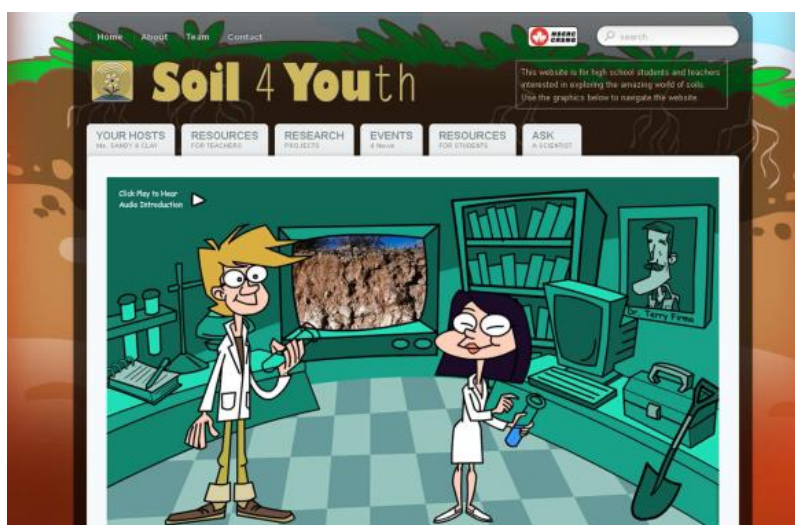 Home About Team Contact
NSERC
CRSNG
search...
Soil 4 Youth
This website is for high school students and teachers
interested in exploring the amazing world of soils.
Use the graphics below to navigate the website.
YOUR HOSTS
Ms. SANDY & CLAY
RESOURCES
FOR TEACHERS
RESEARCH
PROJECTS
EVENTS
& News
RESOURCES
FOR STUDENTS
ASK
A SCIENTIST
Click Play to Hear
Audio Introduction
Dr. Terry Firma